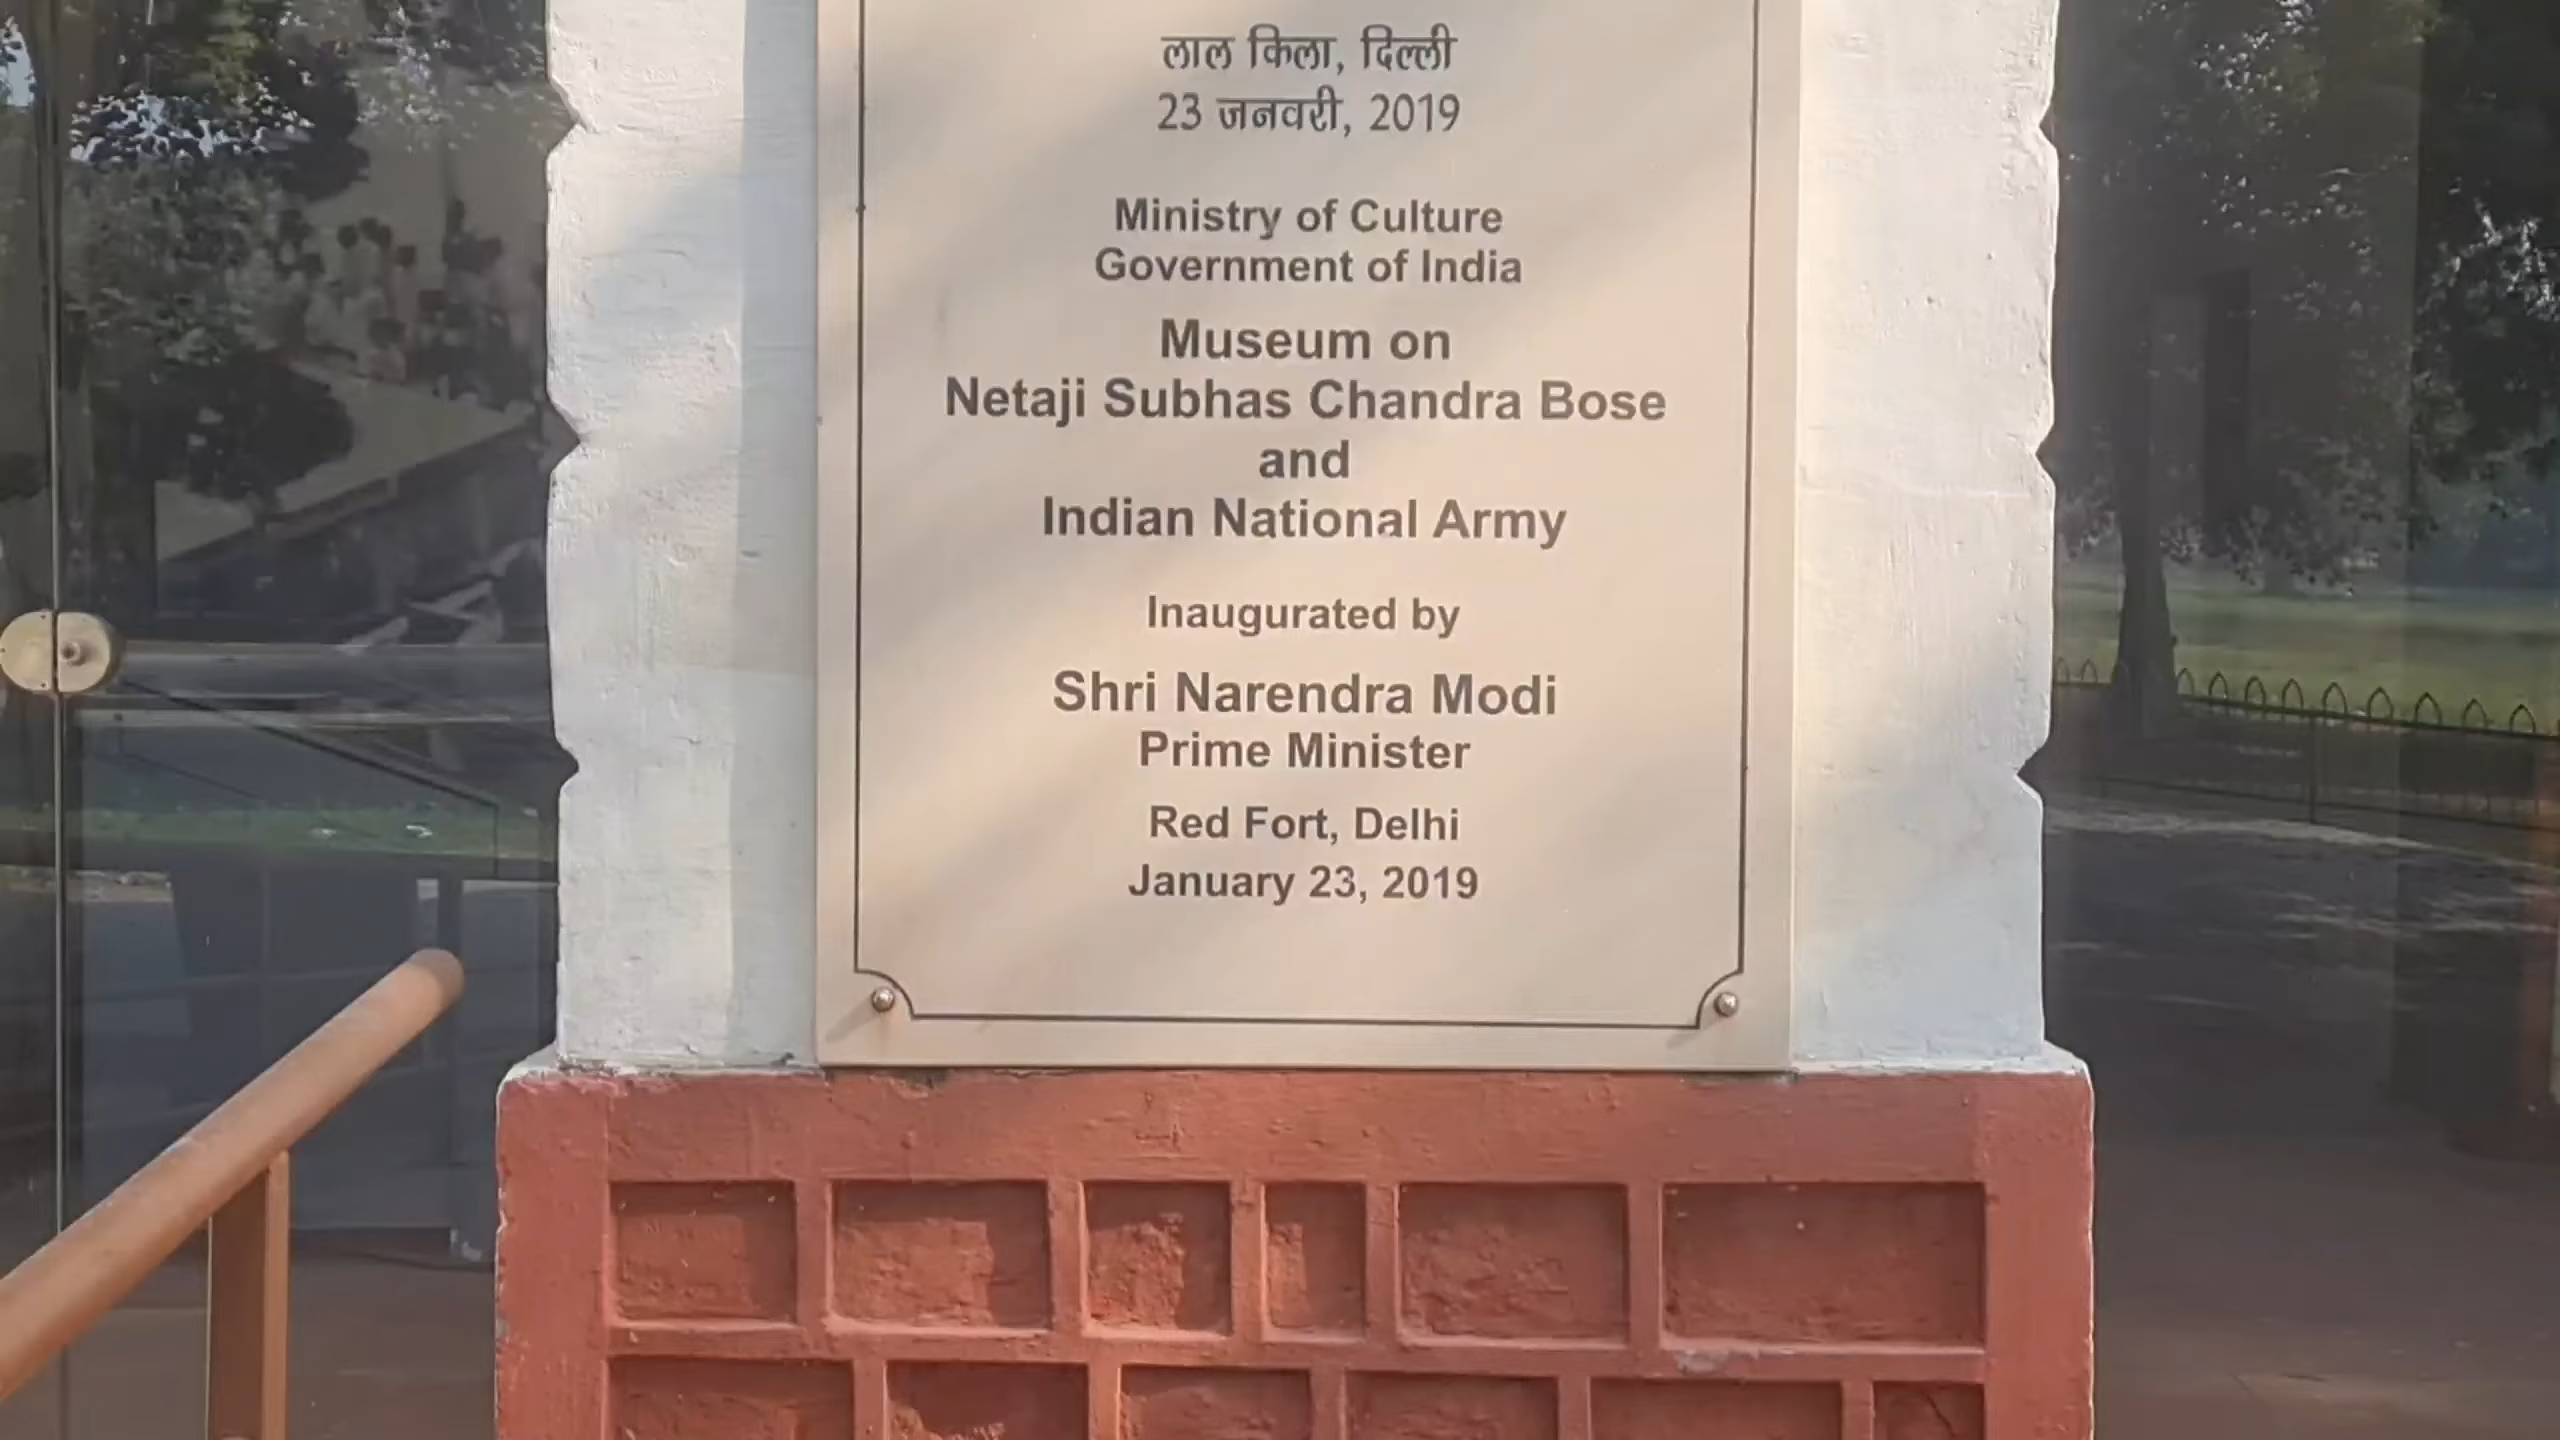 लाल किला, दिल्ली
23 जनवरी, 2019
Ministry of Culture
Government of India
Museum on
Netaji Subhas Chandra Bose
and
Indian National Army
Inaugurated by
Shri Narendra Modi
Prime Minister
Red Fort, Delhi
January 23, 2019